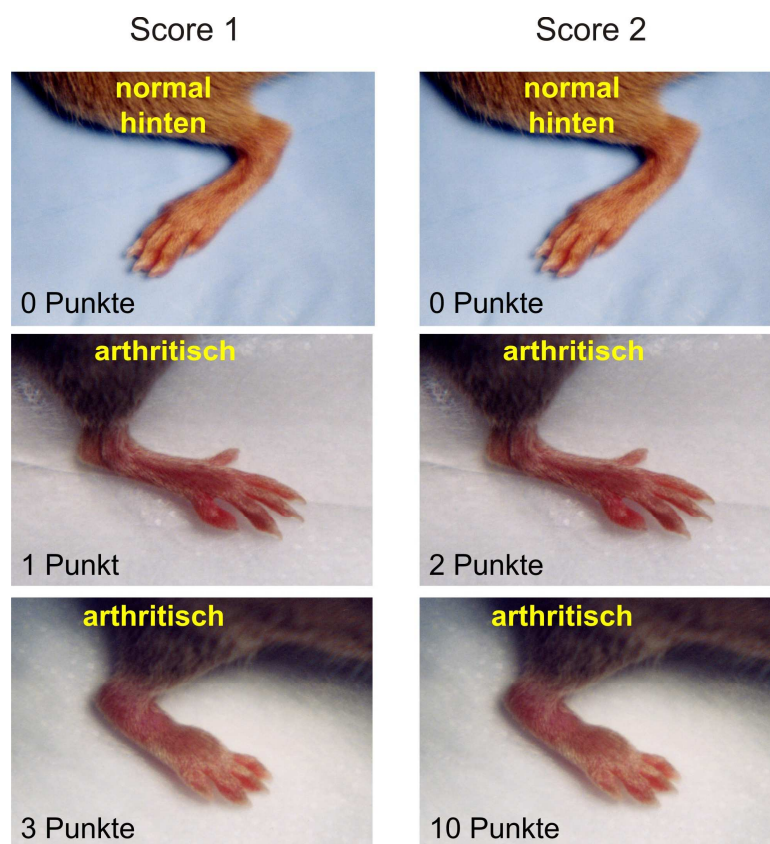 Score 1
Score 2
normal
hinten
0 Punkte
normal
hinten
0 Punkte
arthritisch
1 Punkt
arthritisch
2 Punkte
arthritisch
3 Punkte
arthritisch
10 Punkte